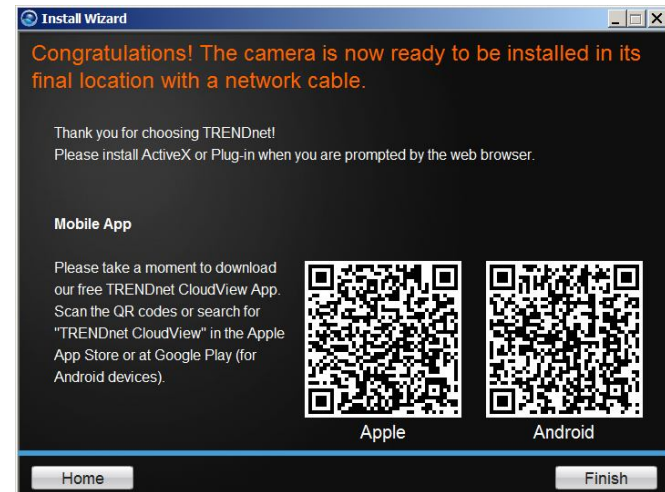 Install Wizard
Congratulations! The camera is now ready to be installed in its
final location with a network cable.
Thank you for choosing TRENDnet!
Please install ActiveX or Plug-in when you are prompted by the web browser.
Mobile App
Please take a moment to download
our free TRENDnet CloudView App.
Scan the QR codes or search for
"TRENDnet CloudView" in the Apple
App Store or at Google Play (for
Android devices).
Apple
Android
Home
Finish